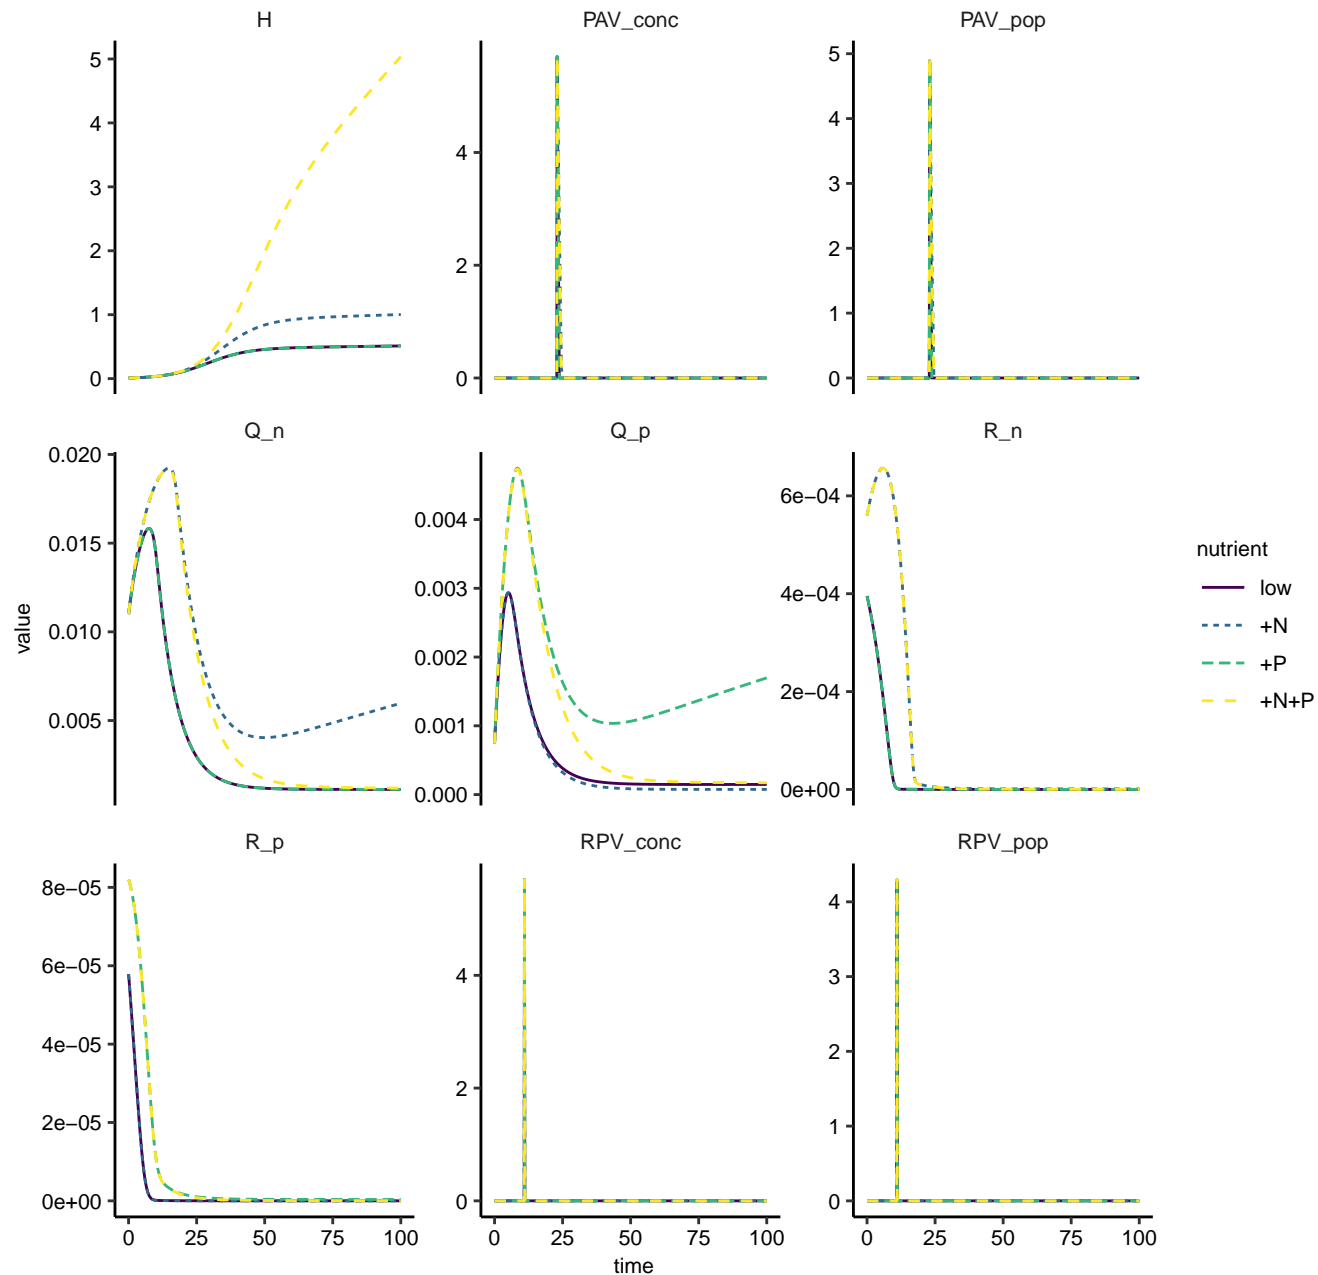 H
PAV_conc
PAV_pop
5
4
3
2
1
0
4
2
0
5
4
3
2
1
0
Q_n
Q_p
R_n
0.020
0.015
0.010
0.005
0.004
0.003
0.002
0.001
0.000
6e−04
4e−04
2e−04
0e+00
R_p
RPV_conc
RPV_pop
8e−05
6e−05
4e−05
2e−05
0e+00
4
2
0
4
3
2
1
0
0 25 50 75 100
0 25 50 75 100
0 25 50 75 100
time
value
nutrient
low
+N
+P
+N+P